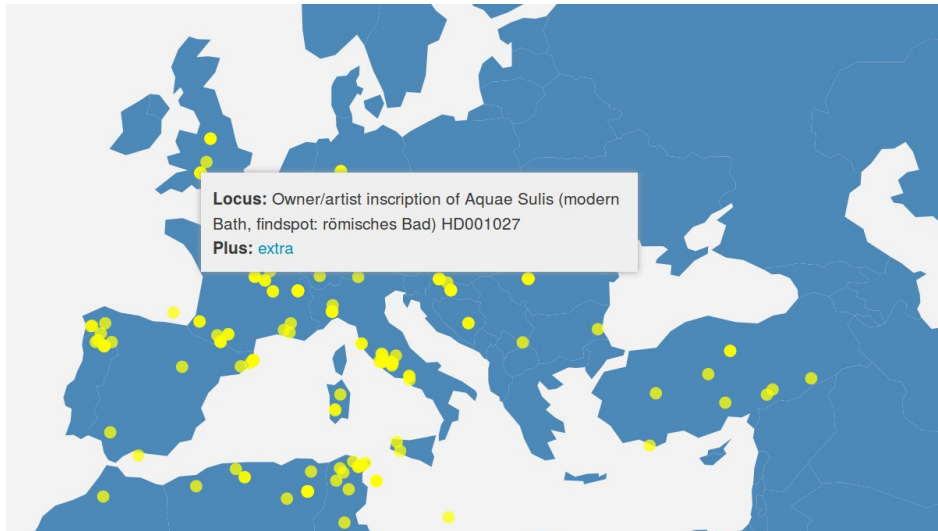 Locus: Owner/artist inscription of Aquae Sulis (modern
Bath, findspot: römisches Bad) HD001027
Plus: extra